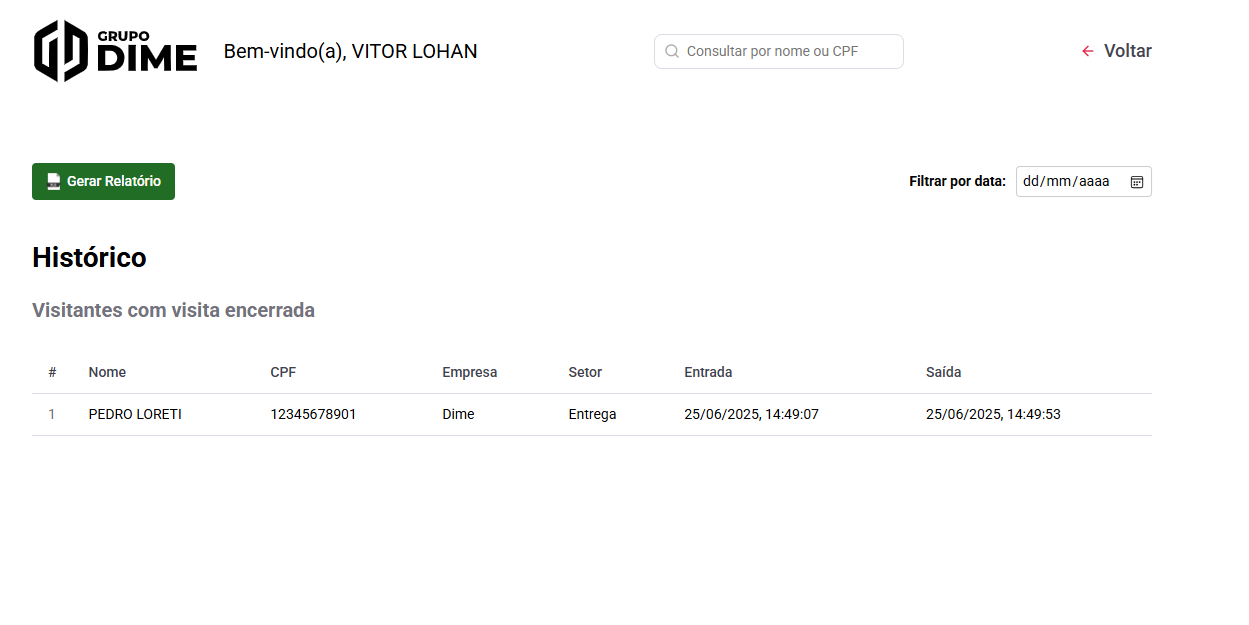 GRUPO
DIME
Bem-vindo(a), VITOR LOHAN
Consultar por nome ou CPF
Voltar
Gerar Relatório
Filtrar por data: dd/mm/aaaa
Histórico
Visitantes com visita encerrada
# Nome CPF Empresa Setor Entrada Saída
1 PEDRO LORETI 12345678901 Dime Entrega 25/06/2025, 14:49:07 25/06/2025, 14:49:53